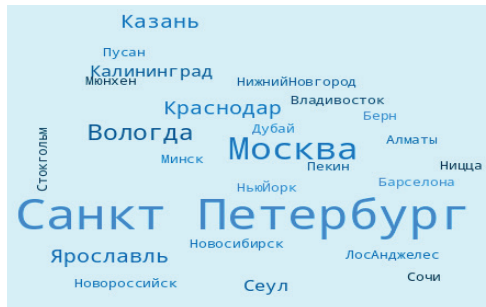 Казань
Пусан
Калининград
Мюнхен
НижнийНовгород
Владивосток
Краснодар
Берн
Вологда
Дубай
Алматы
Москва
Минск
Пекин
Ницца
Стокгольм
НьюЙорк
Барселона
Санкт Петербург
Новосибирск
Ярославль
ЛосАнджелес
Новороссийск
Сеул
Сочи